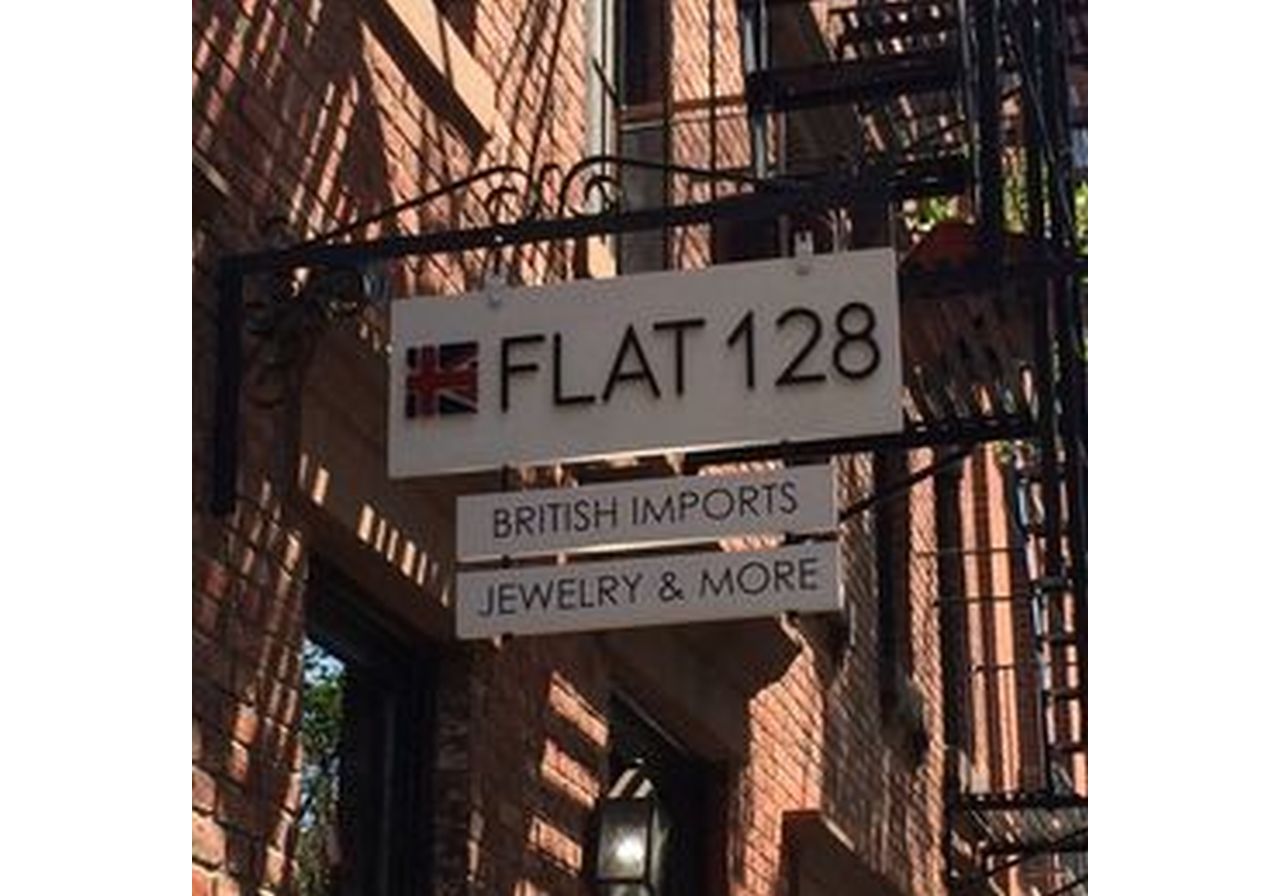 FLAT 128
BRITISH IMPORTS
JEWELRY & MORE